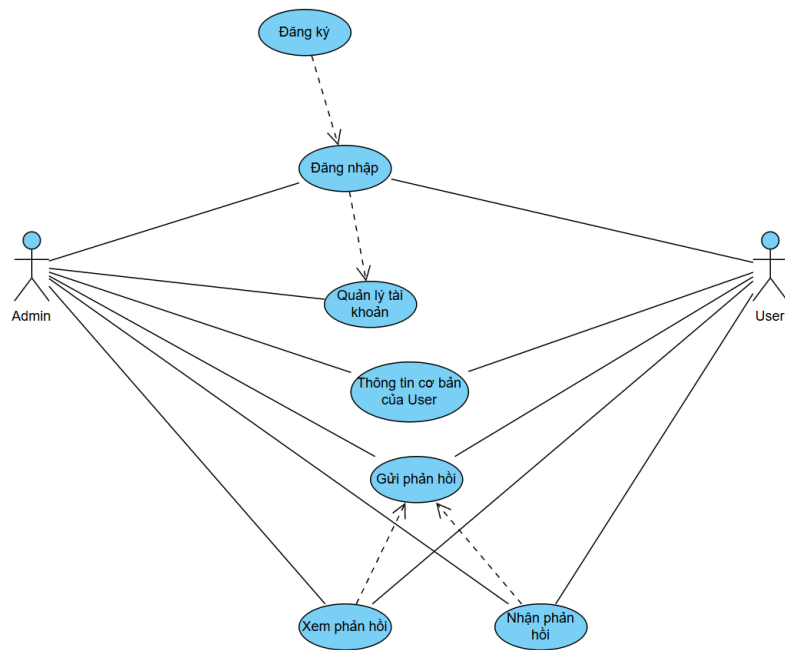 Đăng ký
Đăng nhập
Admin
User
Quản lý tài
khoản
Thông tin cơ bản
của User
Gửi phản hồi
Xem phản hồi
Nhận phản
hồi